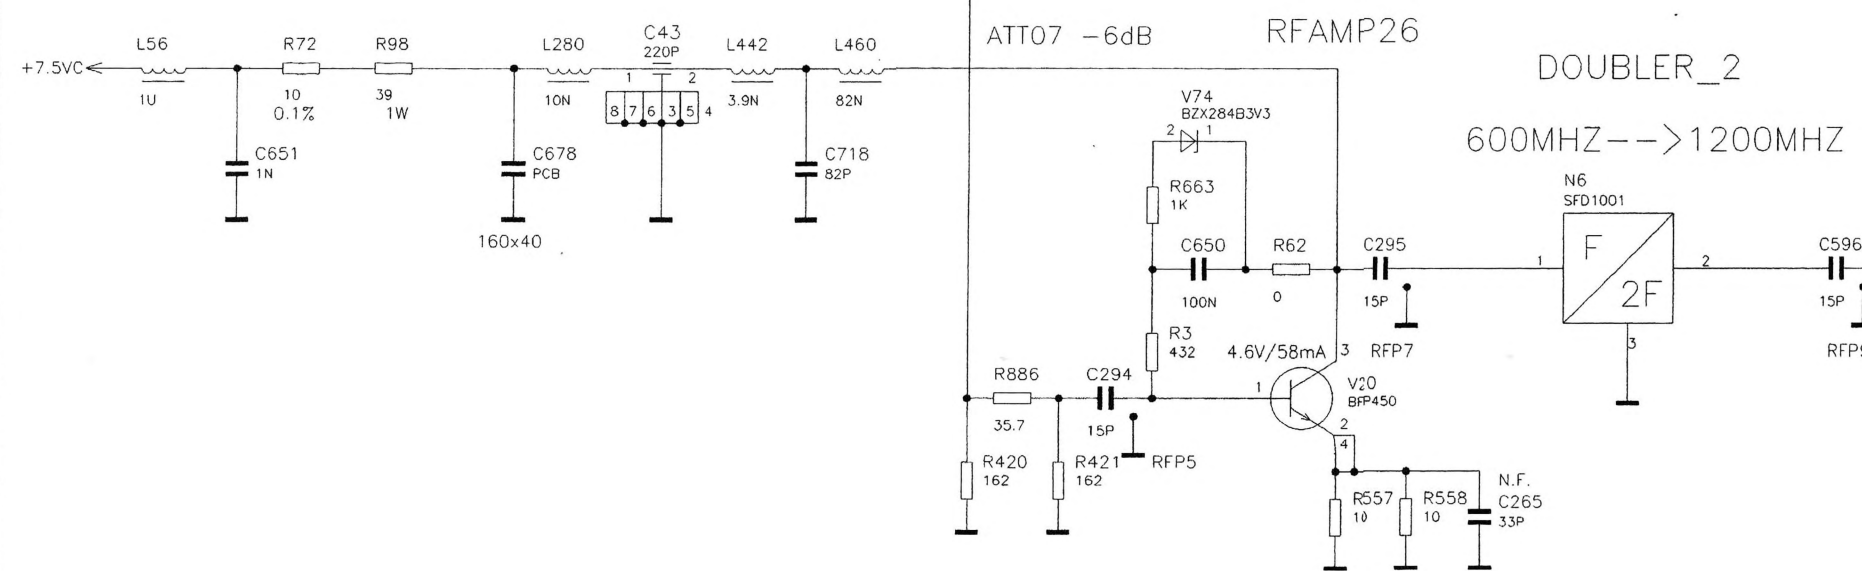 ATT07 -6dB
RFAMP26
DOUBLER_2
600MHZ-->1200MHZ
+7.5VC
L56
1U
R72
10
0.1%
R98
39
1W
L280
10N
C43
220P
1
2
8 7 6 3 5 4
L442
3.9N
L460
82N
C651
1N
C678
PCB
160x40
C718
82P
V74
BZX284B3V3
2
1
R663
1K
C650
100N
R62
0
C295
15P
RFP7
N6
SFD1001
F
2F
1
2
3
C596
15P
R3
432
4.6V/58mA
3
1
V20
BFP450
2
4
R886
35.7
C294
15P
RFP5
R420
162
R421
162
R557
10
R558
10
N.F.
C265
33P